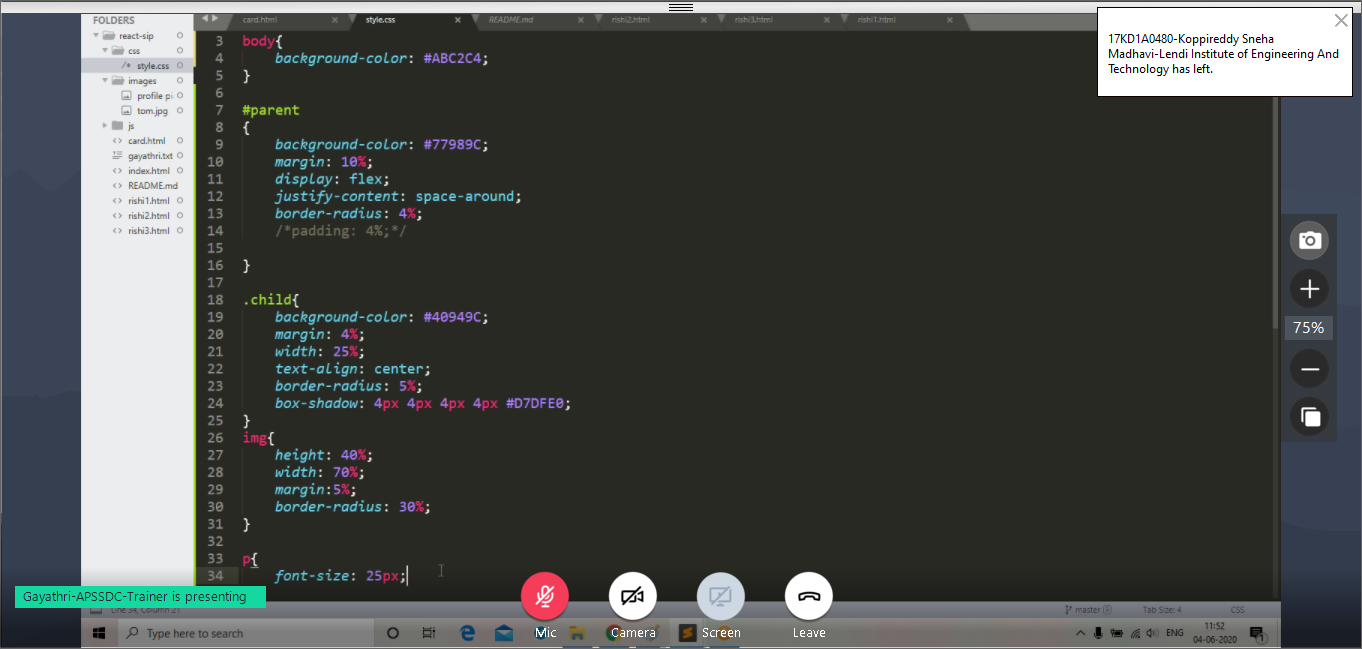 FOLDERS
react-sip
css
/* style.css
images
profile pi
tom.jpg
js
<> card.html
gayathri.txt
<> index.html
<> README.md
<> rishi1.html
<> rishi2.html
<> rishi3.html
card.html
style.css
README.md
rishi2.html
rishi3.html
rishi1.html
3 body{
4 background-color: #ABC2C4;
5 }
6
7 #parent
8 {
9 background-color: #77989C;
10 margin: 10%;
11 display: flex;
12 justify-content: space-around;
13 border-radius: 4%;
14 /*padding: 4%;*/
15
16 }
17
18 .child{
19 background-color: #40949C;
20 margin: 4%;
21 width: 25%;
22 text-align: center;
23 border-radius: 5%;
24 box-shadow: 4px 4px 4px 4px #D7DFE0;
25 }
26 img{
27 height: 40%;
28 width: 70%;
29 margin:5%;
30 border-radius: 30%;
31 }
32
33 p{
34 font-size: 25px;
17KD1A0480-Koppireddy Sneha
Madhavi-Lendi Institute of Engineering And
Technology has left.
75%
Gayathri-APSSDC-Trainer is presenting
Line 34, Column 21
master
Tab Size: 4
CSS
Mic
Camera
Screen
Leave
Type here to search
ENG
11:52
04-06-2020